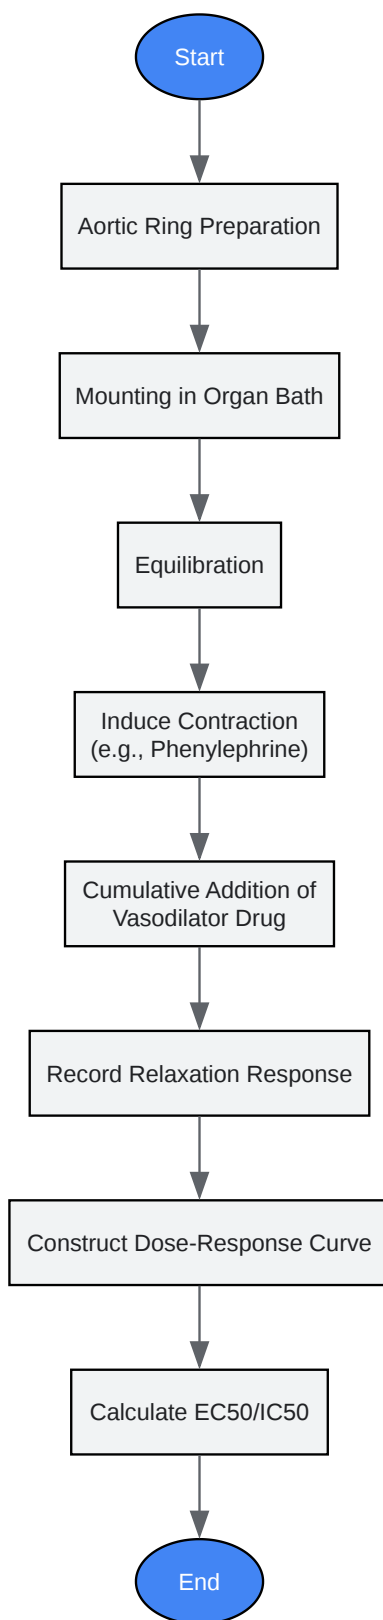 Start
Aortic Ring Preparation
Mounting in Organ Bath
Equilibration
Induce Contraction
(e.g., Phenylephrine)
Cumulative Addition of
Vasodilator Drug
Record Relaxation Response
Construct Dose-Response Curve
Calculate EC50/IC50
End